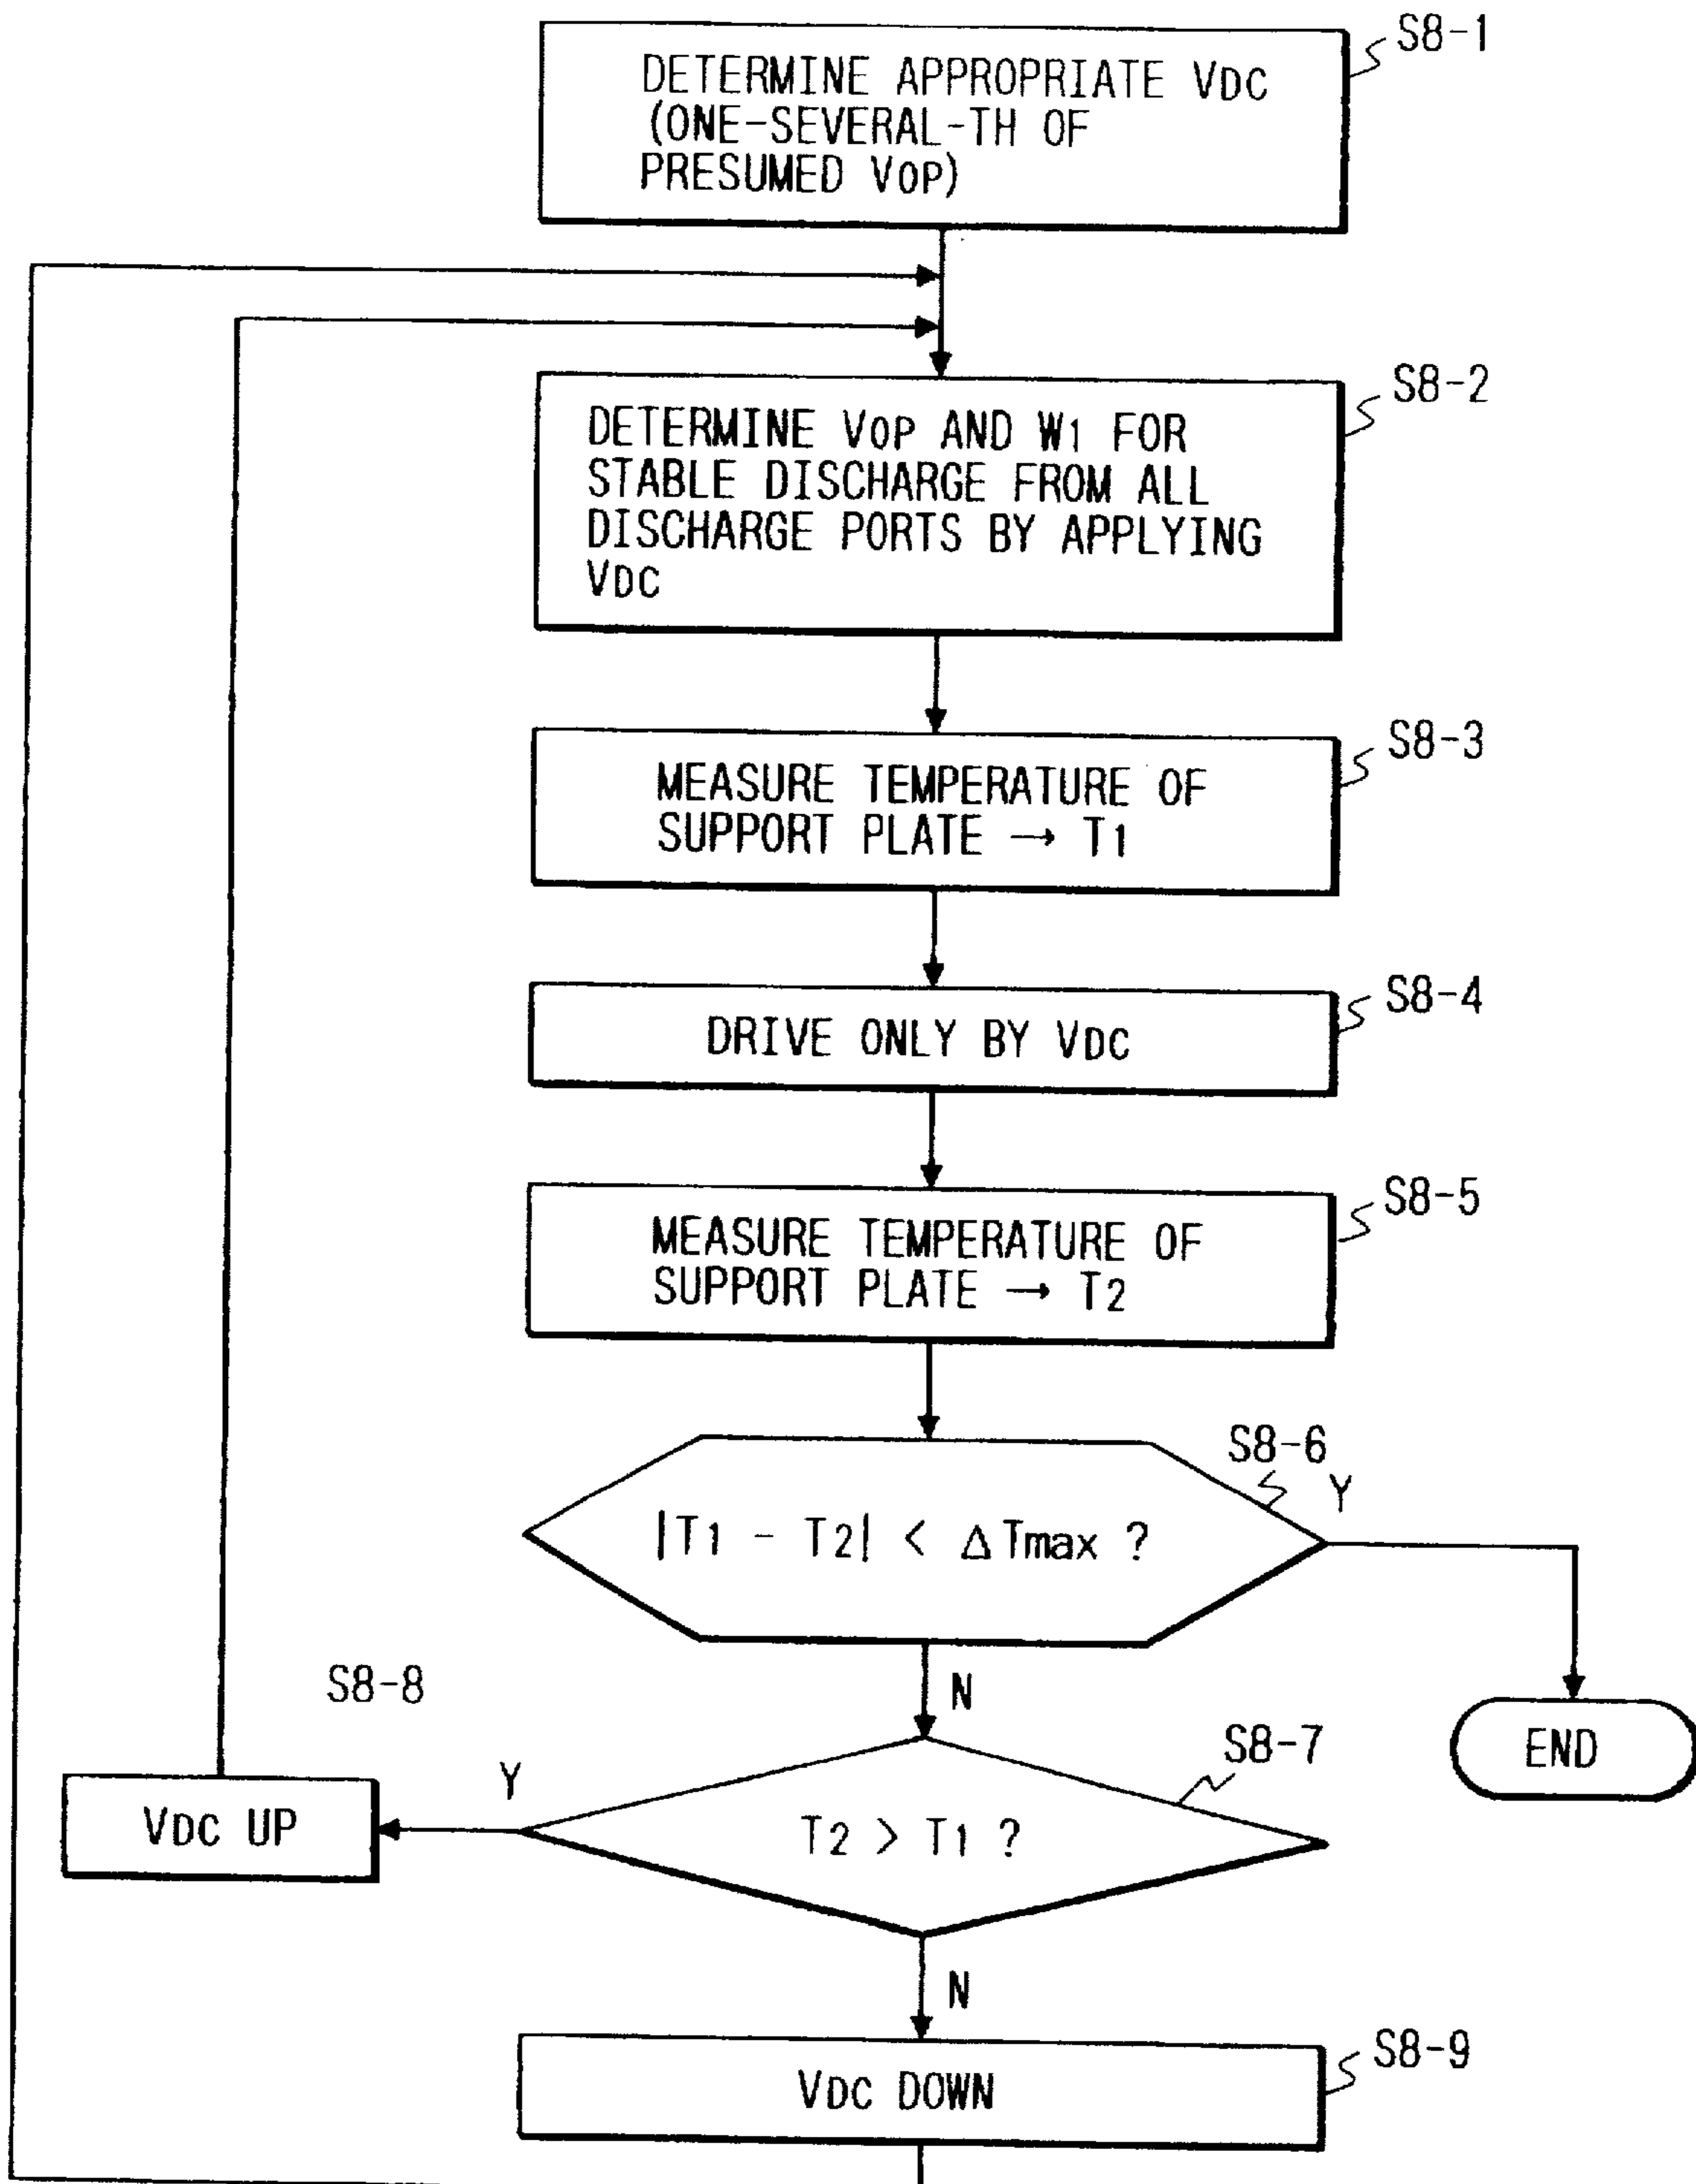 S8-1
DETERMINE APPROPRIATE VDC
(ONE-SEVERAL-TH OF
PRESUMED VOP)
S8-2
DETERMINE VOP AND W1 FOR
STABLE DISCHARGE FROM ALL
DISCHARGE PORTS BY APPLYING
VDC
S8-3
MEASURE TEMPERATURE OF
SUPPORT PLATE → T1
S8-4
DRIVE ONLY BY VDC
S8-5
MEASURE TEMPERATURE OF
SUPPORT PLATE → T2
S8-6
Y
|T1 - T2| < ΔTmax ?
N
END
S8-8
S8-7
Y
VDC UP
T2 > T1 ?
N
S8-9
VDC DOWN